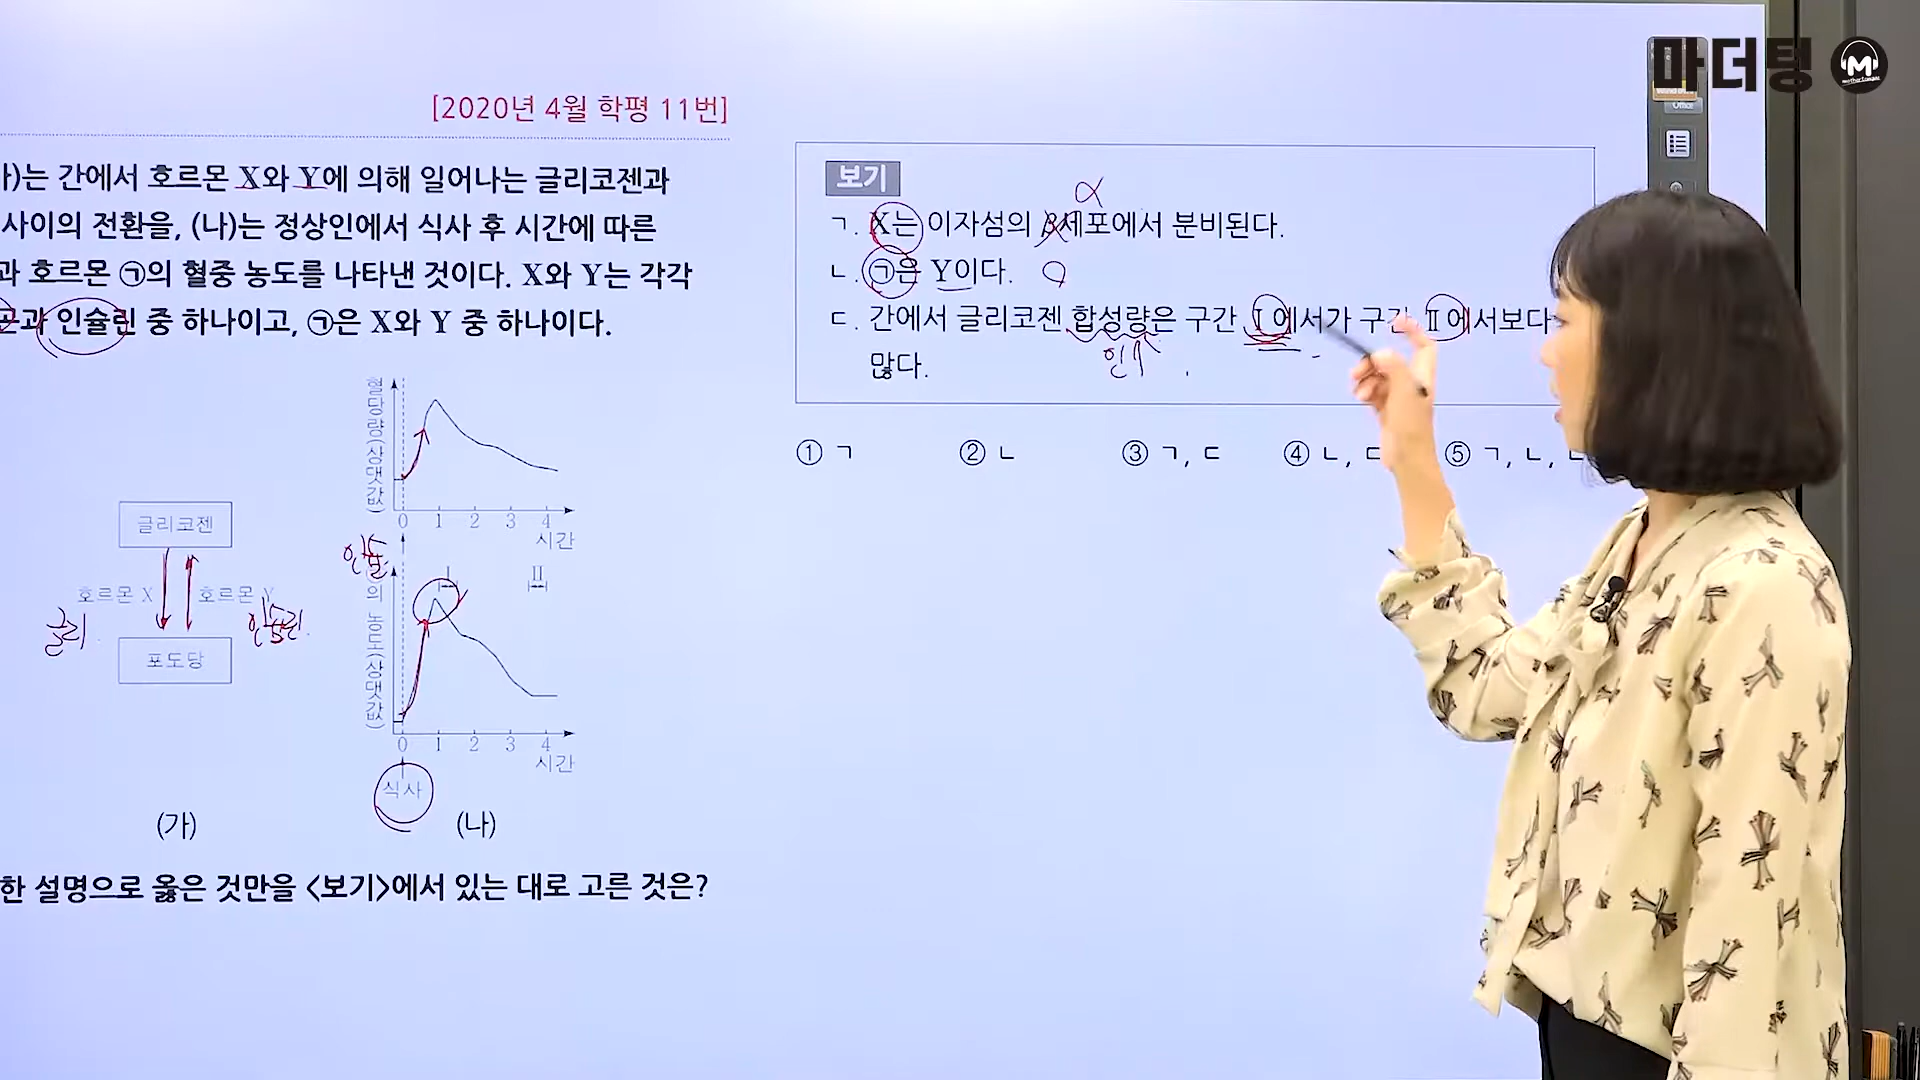 마더텅
[2020년 4월 학평 11번]
)는 간에서 호르몬 X와 Y에 의해 일어나는 글리코젠과
사이의 전환을, (나)는 정상인에서 식사 후 시간에 따른
과 호르몬 ㉠의 혈중 농도를 나타낸 것이다. X와 Y는 각각
과 인슐린 중 하나이고, ㉠은 X와 Y 중 하나이다.
혈당량(상댓값)
0 1 2 3 4
시간
글리코젠
호르몬 X
호르몬 Y
글리
인슐린
포도당
인슐
의 농도(상댓값)
I
II
0 1 2 3 4
시간
식사
(가)
(나)
한 설명으로 옳은 것만을 <보기>에서 있는 대로 고른 것은?
보기
α
ㄱ. X는 이자섬의 β세포에서 분비된다.
ㄴ. ㉠은 Y이다.
ㄷ. 간에서 글리코젠 합성량은 구간 Ⅰ에서가 구간 Ⅱ에서보다
많다.
인↑
① ㄱ ② ㄴ ③ ㄱ, ㄷ ④ ㄴ, ㄷ ⑤ ㄱ, ㄴ,
Office